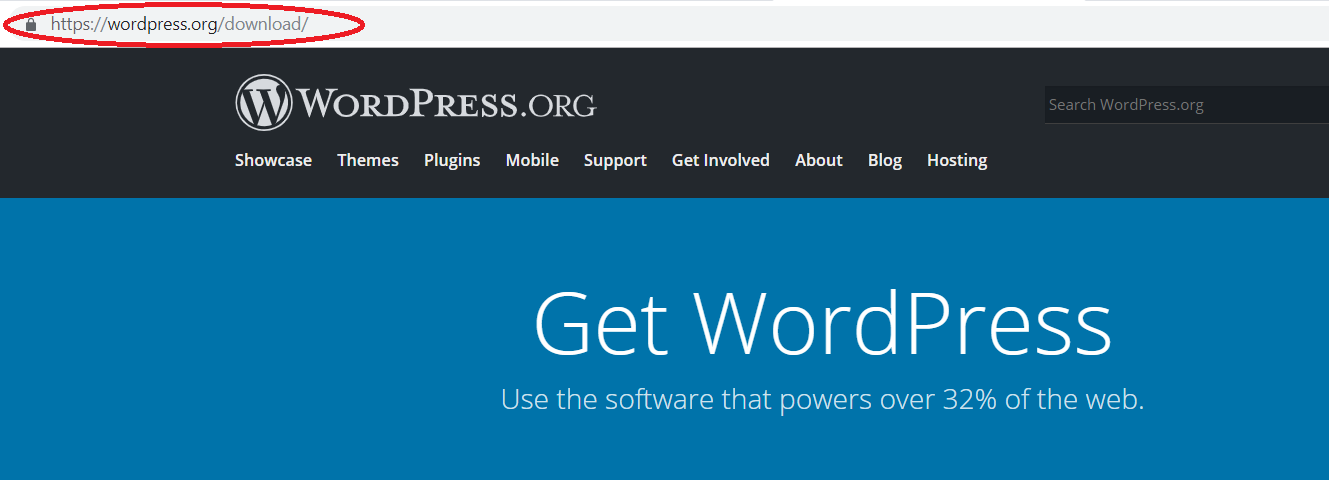 https://wordpress.org/download/
WORDPRESS.ORG
Search WordPress.org
Showcase Themes Plugins Mobile Support Get Involved About Blog Hosting
Get WordPress
Use the software that powers over 32% of the web.